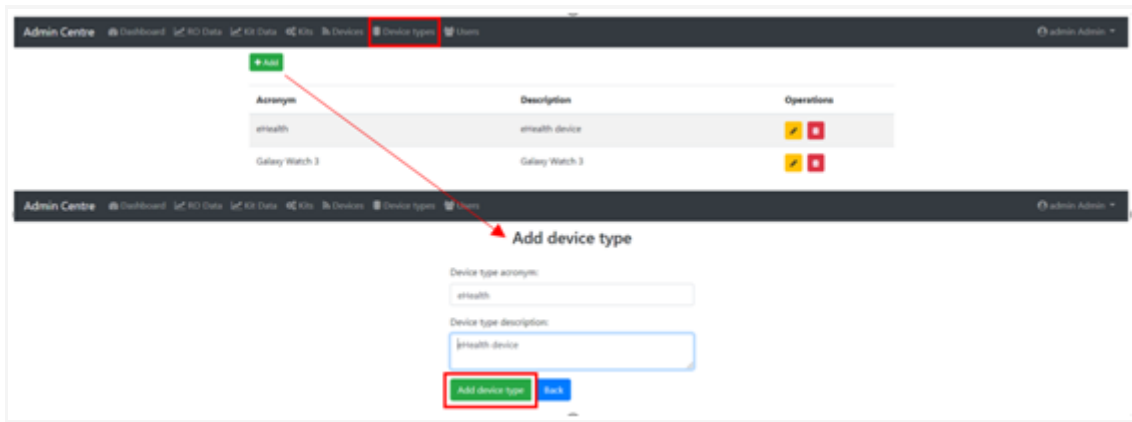 Admin Centre Dashboard RO Data Kit Data Kits Devices Device types Users admin Admin
+ Add
Acronym Description Operations
eHealth eHealth device
Galaxy Watch 3 Galaxy Watch 3
Admin Centre Dashboard RO Data Kit Data Kits Devices Device types Users admin Admin
Add device type
Device type acronym:
eHealth
Device type description:
eHealth device
Add device type Back